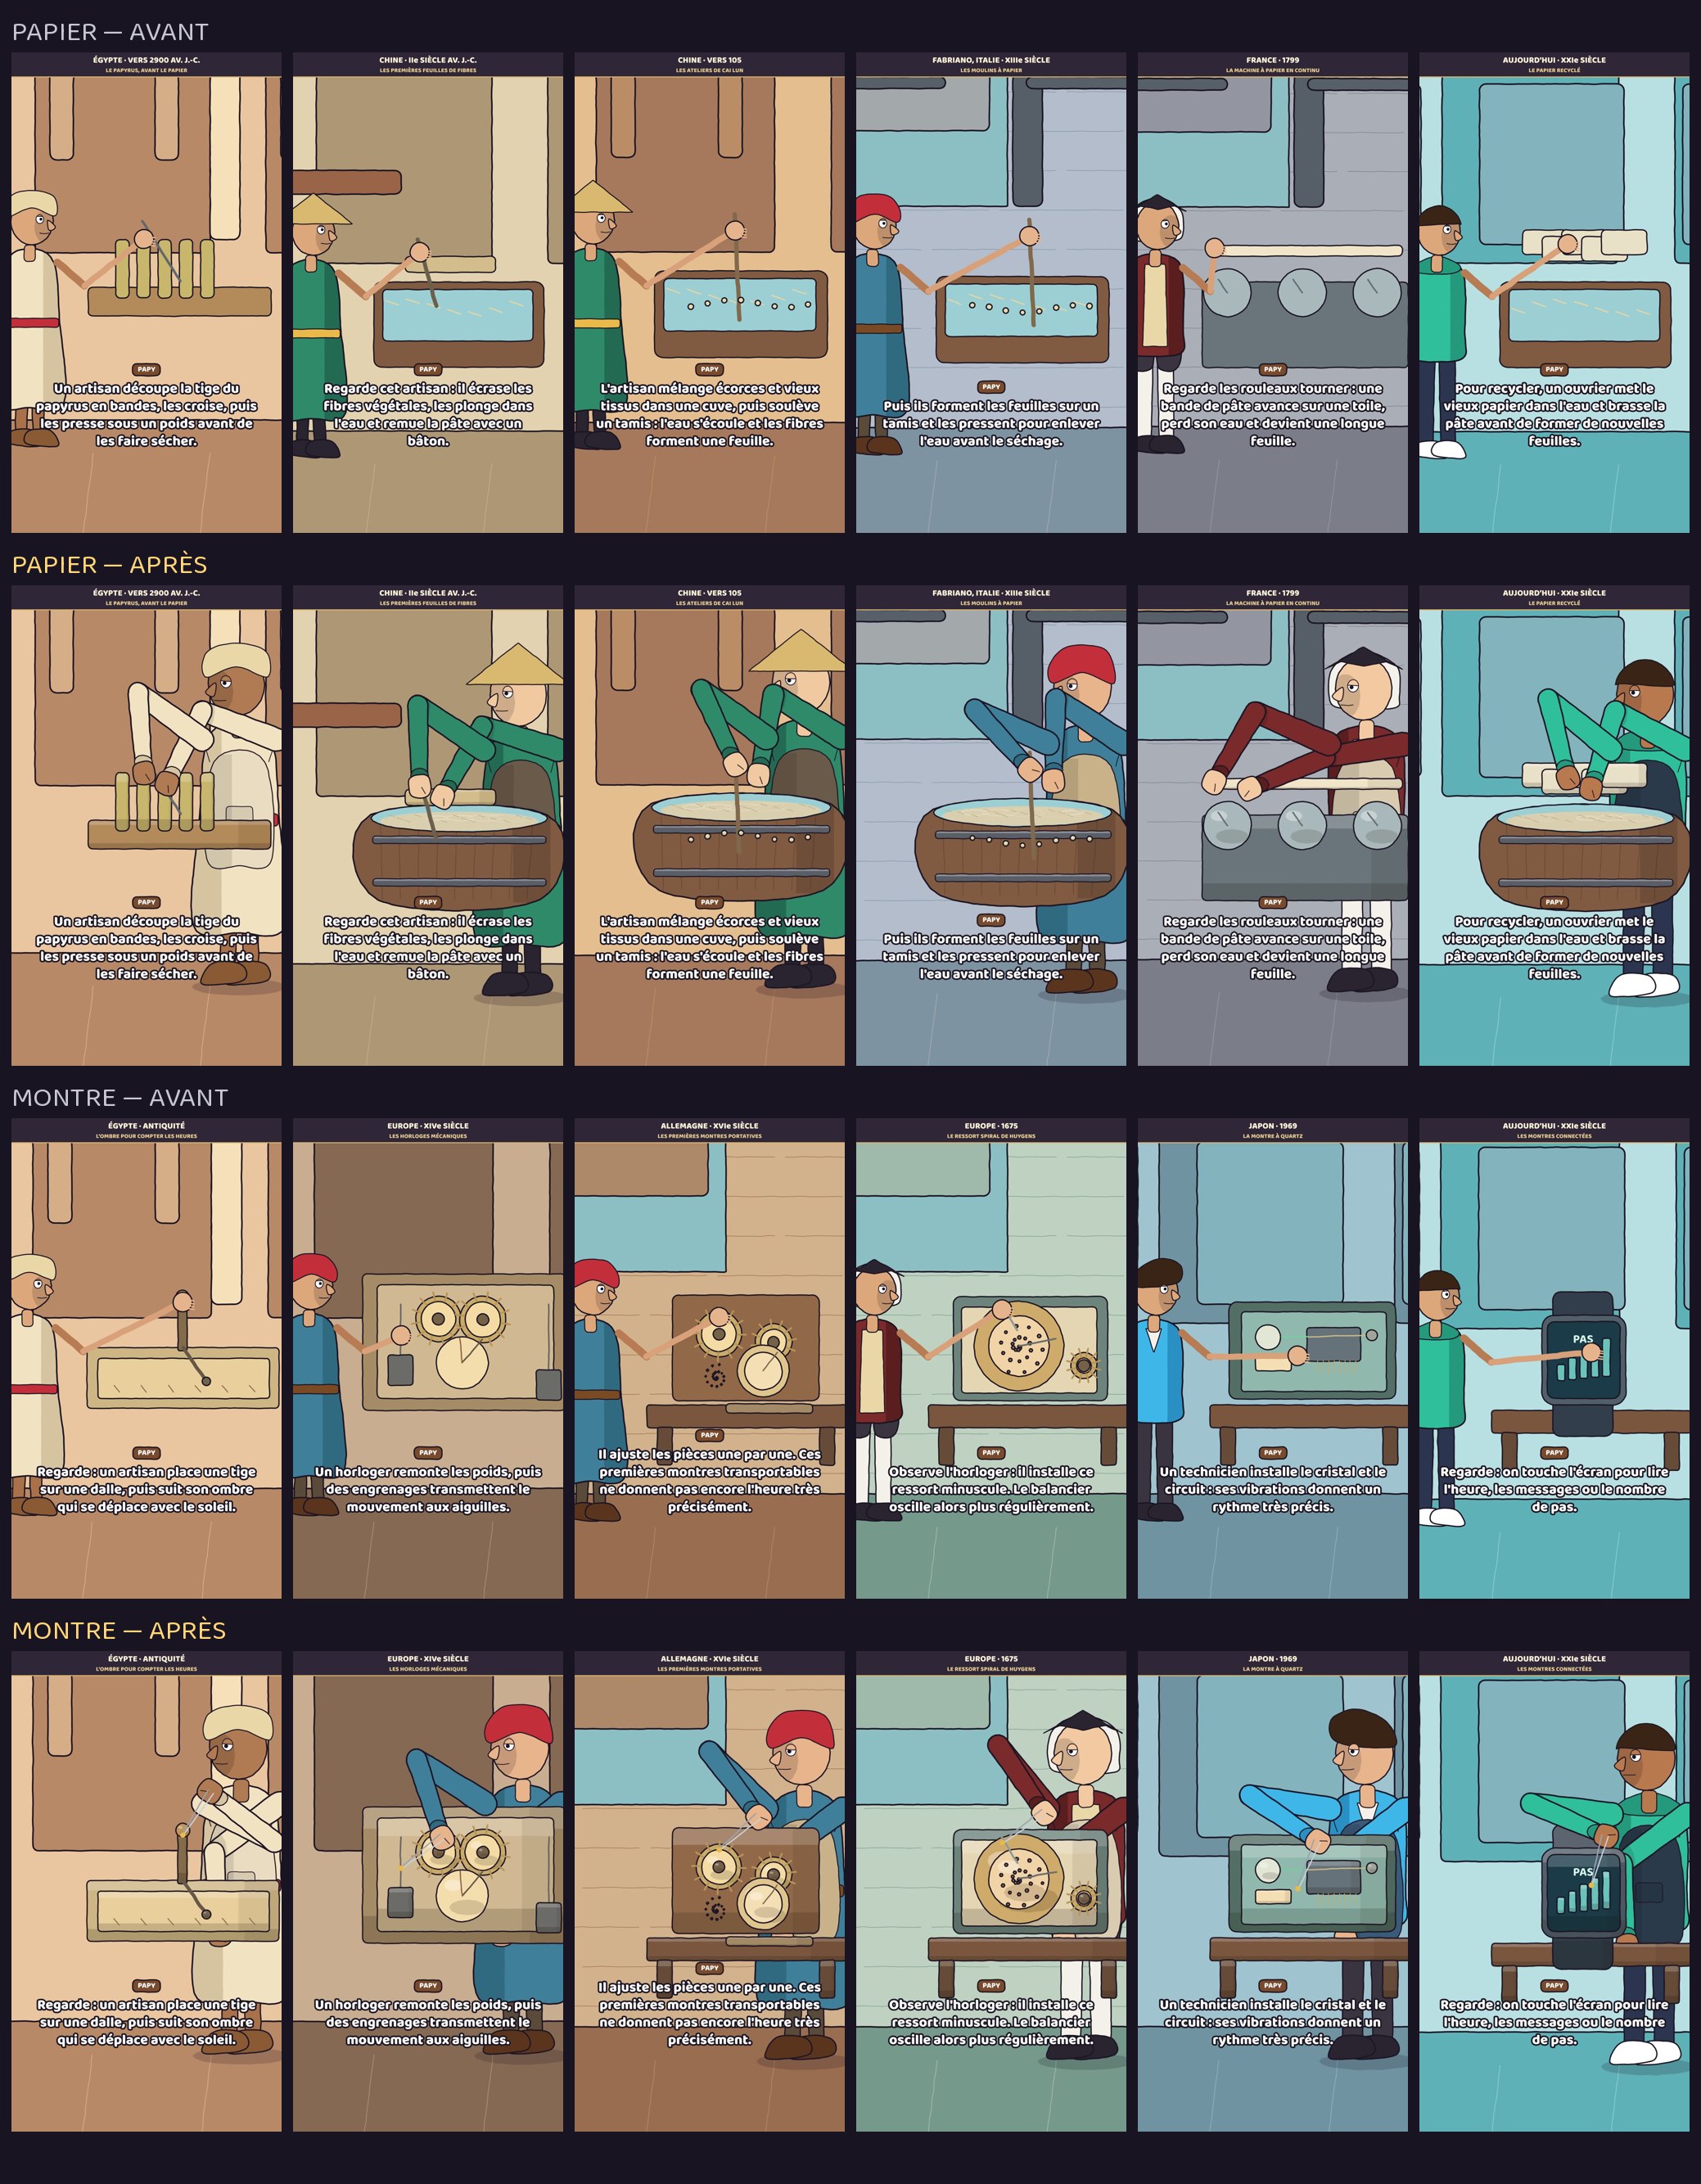 PAPIER — AVANT
ÉGYPTE · VERS 2900 AV. J.-C.
LE PAPYRUS, AVANT LE PAPIER
PAPY
Un artisan découpe la tige du
papyrus en bandes, les croise, puis
les presse sous un poids avant de
les faire sécher.
CHINE · IIe SIÈCLE AV. J.-C.
LES PREMIÈRES FEUILLES DE FIBRES
PAPY
Regarde cet artisan : il écrase les
fibres végétales, les plonge dans
l'eau et remue la pâte avec un
bâton.
CHINE · VERS 105
LES ATELIERS DE CAI LUN
PAPY
L'artisan mélange écorces et vieux
tissus dans une cuve, puis soulève
un tamis : l'eau s'écoule et les fibres
forment une feuille.
FABRIANO, ITALIE · XIIIe SIÈCLE
LES MOULINS À PAPIER
PAPY
Puis ils forment les feuilles sur un
tamis et les pressent pour enlever
l'eau avant le séchage.
FRANCE · 1799
LA MACHINE À PAPIER EN CONTINU
PAPY
Regarde les rouleaux tourner : une
bande de pâte avance sur une toile,
perd son eau et devient une longue
feuille.
AUJOURD'HUI · XXIe SIÈCLE
LE PAPIER RECYCLÉ
PAPY
Pour recycler, un ouvrier met le
vieux papier dans l'eau et brasse la
pâte avant de former de nouvelles
feuilles.
PAPIER — APRÈS
ÉGYPTE · VERS 2900 AV. J.-C.
LE PAPYRUS, AVANT LE PAPIER
PAPY
Un artisan découpe la tige du
papyrus en bandes, les croise, puis
les presse sous un poids avant de
les faire sécher.
CHINE · IIe SIÈCLE AV. J.-C.
LES PREMIÈRES FEUILLES DE FIBRES
PAPY
Regarde cet artisan : il écrase les
fibres végétales, les plonge dans
l'eau et remue la pâte avec un
bâton.
CHINE · VERS 105
LES ATELIERS DE CAI LUN
PAPY
L'artisan mélange écorces et vieux
tissus dans une cuve, puis soulève
un tamis : l'eau s'écoule et les fibres
forment une feuille.
FABRIANO, ITALIE · XIIIe SIÈCLE
LES MOULINS À PAPIER
PAPY
Puis ils forment les feuilles sur un
tamis et les pressent pour enlever
l'eau avant le séchage.
FRANCE · 1799
LA MACHINE À PAPIER EN CONTINU
PAPY
Regarde les rouleaux tourner : une
bande de pâte avance sur une toile,
perd son eau et devient une longue
feuille.
AUJOURD'HUI · XXIe SIÈCLE
LE PAPIER RECYCLÉ
PAPY
Pour recycler, un ouvrier met le
vieux papier dans l'eau et brasse la
pâte avant de former de nouvelles
feuilles.
MONTRE — AVANT
ÉGYPTE · ANTIQUITÉ
L'OMBRE POUR COMPTER LES HEURES
PAPY
Regarde : un artisan place une tige
sur une dalle, puis suit son ombre
qui se déplace avec le soleil.
EUROPE · XIVe SIÈCLE
LES HORLOGES MÉCANIQUES
PAPY
Un horloger remonte les poids, puis
des engrenages transmettent le
mouvement aux aiguilles.
ALLEMAGNE · XVIe SIÈCLE
LES PREMIÈRES MONTRES PORTATIVES
PAPY
Il ajuste les pièces une par une. Ces
premières montres transportables
ne donnent pas encore l'heure très
précisément.
EUROPE · 1675
LE RESSORT SPIRAL DE HUYGENS
PAPY
Observe l'horloger : il installe ce
ressort minuscule. Le balancier
oscille alors plus régulièrement.
JAPON · 1969
LA MONTRE À QUARTZ
PAPY
Un technicien installe le cristal et le
circuit : ses vibrations donnent un
rythme très précis.
AUJOURD'HUI · XXIe SIÈCLE
LES MONTRES CONNECTÉES
PAS
PAPY
Regarde : on touche l'écran pour lire
l'heure, les messages ou le nombre
de pas.
MONTRE — APRÈS
ÉGYPTE · ANTIQUITÉ
L'OMBRE POUR COMPTER LES HEURES
PAPY
Regarde : un artisan place une tige
sur une dalle, puis suit son ombre
qui se déplace avec le soleil.
EUROPE · XIVe SIÈCLE
LES HORLOGES MÉCANIQUES
PAPY
Un horloger remonte les poids, puis
des engrenages transmettent le
mouvement aux aiguilles.
ALLEMAGNE · XVIe SIÈCLE
LES PREMIÈRES MONTRES PORTATIVES
PAPY
Il ajuste les pièces une par une. Ces
premières montres transportables
ne donnent pas encore l'heure très
précisément.
EUROPE · 1675
LE RESSORT SPIRAL DE HUYGENS
PAPY
Observe l'horloger : il installe ce
ressort minuscule. Le balancier
oscille alors plus régulièrement.
JAPON · 1969
LA MONTRE À QUARTZ
PAPY
Un technicien installe le cristal et le
circuit : ses vibrations donnent un
rythme très précis.
AUJOURD'HUI · XXIe SIÈCLE
LES MONTRES CONNECTÉES
PAS
PAPY
Regarde : on touche l'écran pour lire
l'heure, les messages ou le nombre
de pas.